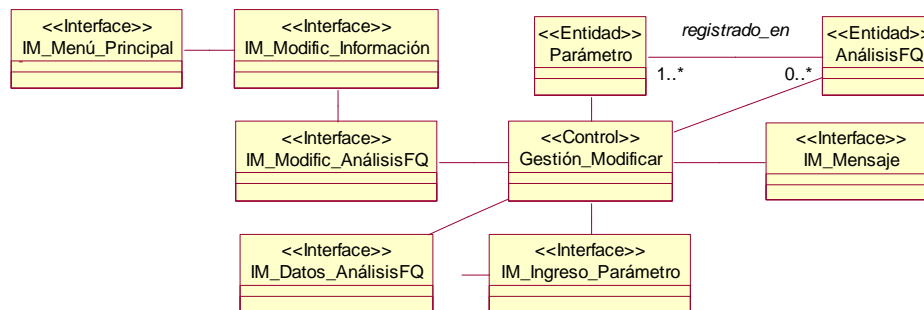 <<Interface>>
IM_Menú_Principal
<<Interface>>
IM_Modific_Información
<<Entidad>>
Parámetro
registrado_en
1..*
0..*
<<Entidad>>
AnálisisFQ
<<Interface>>
IM_Modific_AnálisisFQ
<<Control>>
Gestión_Modificar
<<Interface>>
IM_Mensaje
<<Interface>>
IM_Datos_AnálisisFQ
<<Interface>>
IM_Ingreso_Parámetro